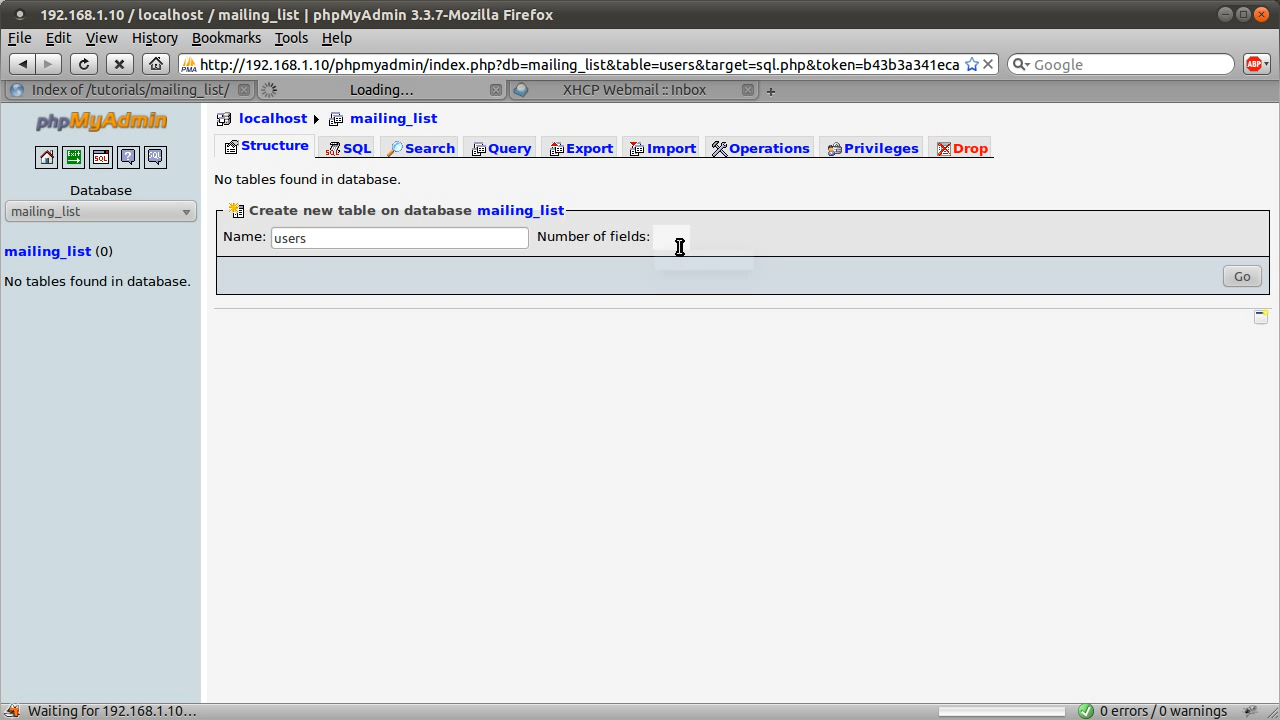 192.168.1.10 / localhost / mailing_list | phpMyAdmin 3.3.7-Mozilla Firefox
File Edit View History Bookmarks Tools Help
PMA http://192.168.1.10/phpmyadmin/index.php?db=mailing_list&table=users&target=sql.php&token=b43b3a341eca Google ABP
Index of /tutorials/mailing_list/ Loading... XHCP Webmail :: Inbox
phpMyAdmin
localhost mailing_list
Structure SQL Search Query Export Import Operations Privileges Drop
SQL
Database
mailing_list
mailing_list (0)
No tables found in database.
No tables found in database.
Create new table on database mailing_list
Name: users Number of fields:
Go
Waiting for 192.168.1.10... 0 errors / 0 warnings